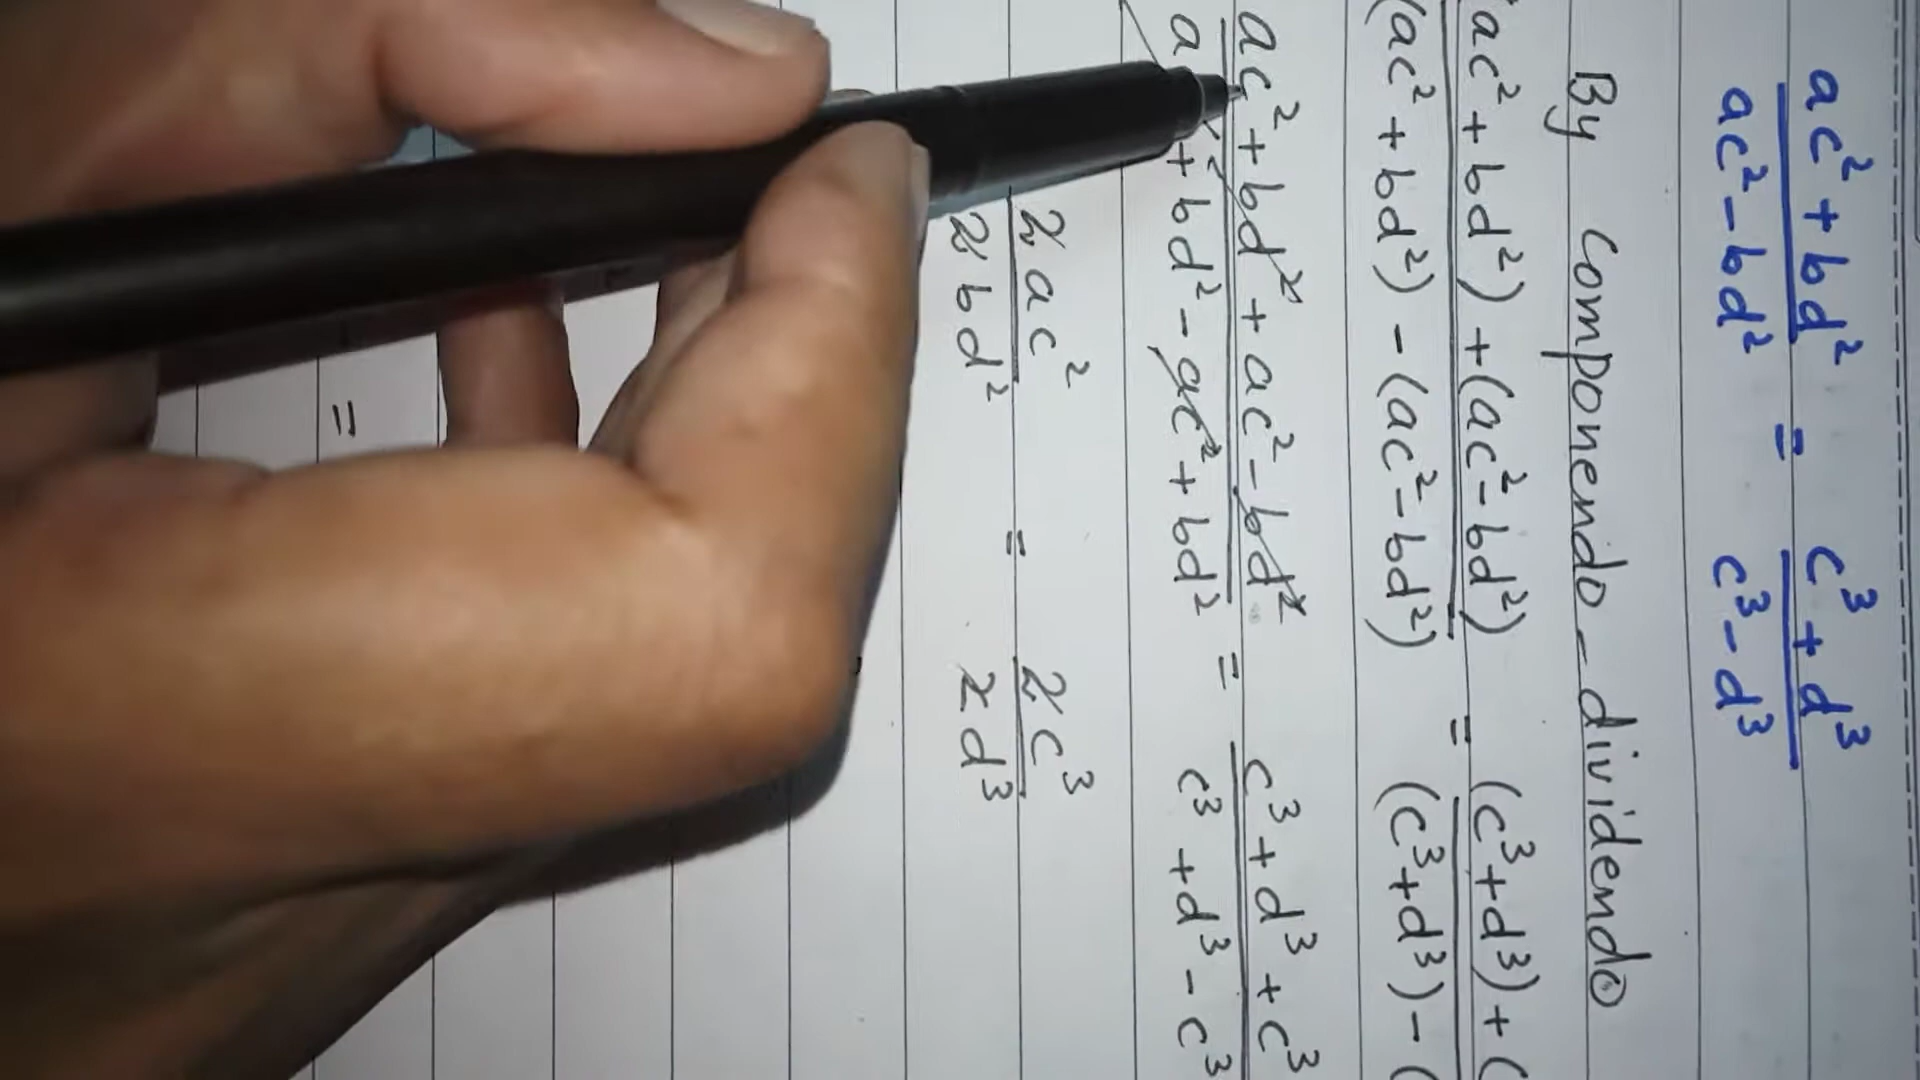 ac² + bd² = c³ + d³
ac² - bd² c³ - d³
By componendo - dividendo
(ac² + bd²) + (ac² - bd²) = (c³ + d³) + (
(ac² + bd²) - (ac² - bd²) (c³ + d³) - (
ac² + bd² + ac² - bd² = c³ + d³ + c³
a + bd² - ac² + bd² c³ + d³ - c³
2ac² = 2c³
2bd² 2d³
=